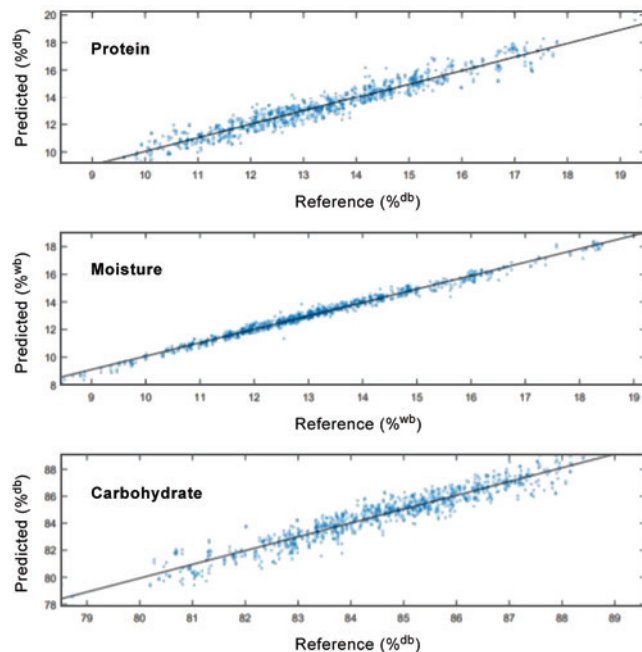 20
18
Protein
16
14
12
10
Predicted (%db)
9 10 11 12 13 14 15 16 17 18 19
Reference (%db)
18
Moisture
16
14
12
10
8
Predicted (%wb)
9 10 11 12 13 14 15 16 17 18 19
Reference (%wb)
88
Carbohydrate
86
84
82
80
78
Predicted (%db)
79 80 81 82 83 84 85 86 87 88 89
Reference (%db)